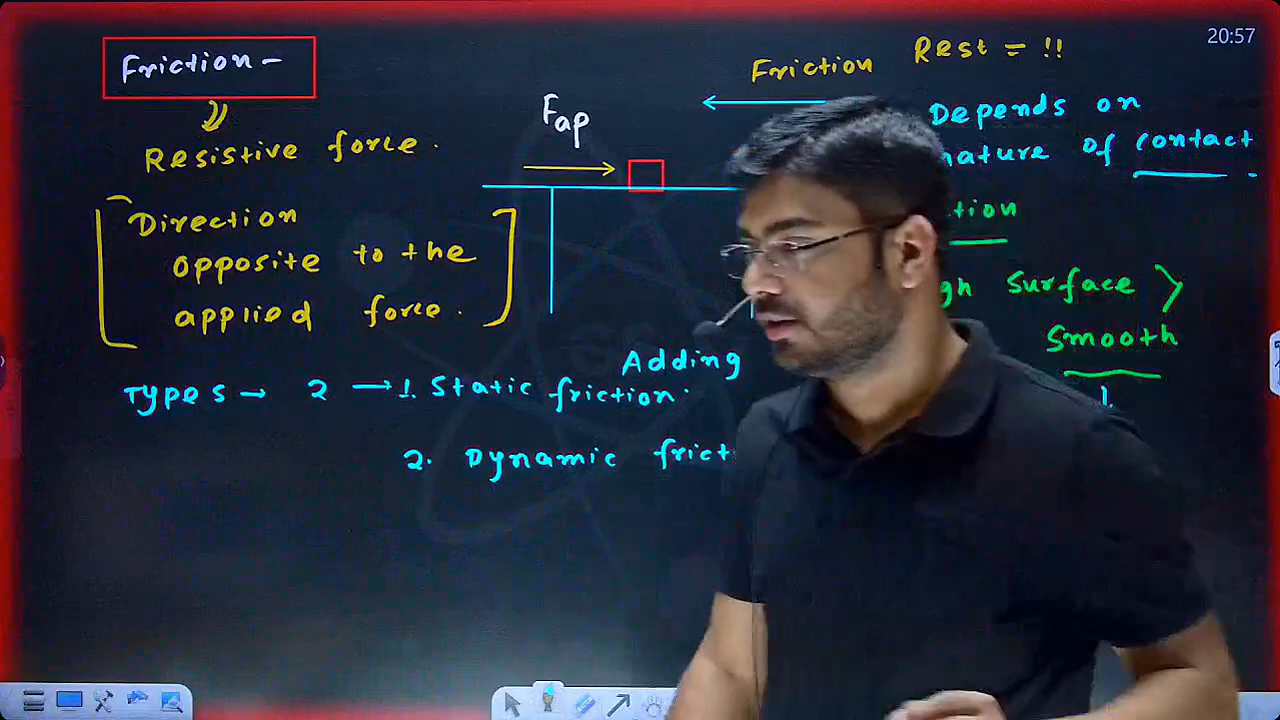 20:57
Friction -
Friction Rest = !!
Fap
Depends on
nature of contact.
Resistive force.
Direction
opposite to the
applied force.
surface
smooth
Adding
Types → 2 → 1. Static friction.
2. Dynamic